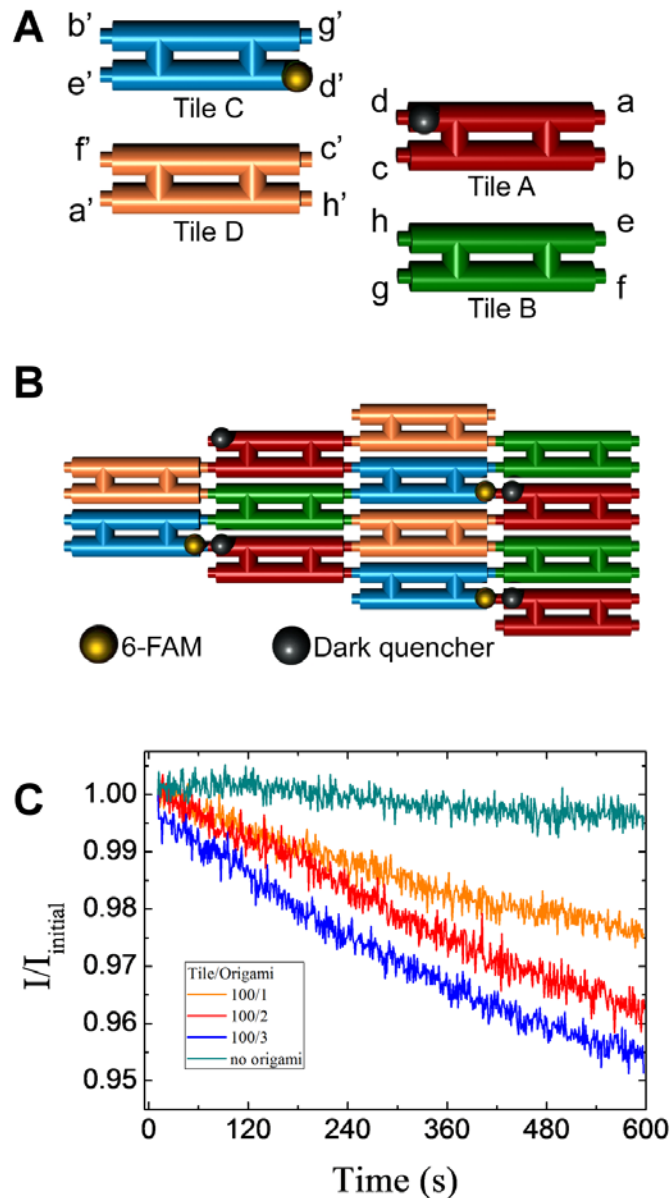 A
b’ g’
e’ d’
Tile C
d a
c b
Tile A
f’ c’
a’ h’
Tile D
h e
g f
Tile B
B
6-FAM
Dark quencher
C
I/I_initial
1.00
0.99
0.98
0.97
0.96
0.95
Tile/Origami
100/1
100/2
100/3
no origami
0 120 240 360 480 600
Time (s)